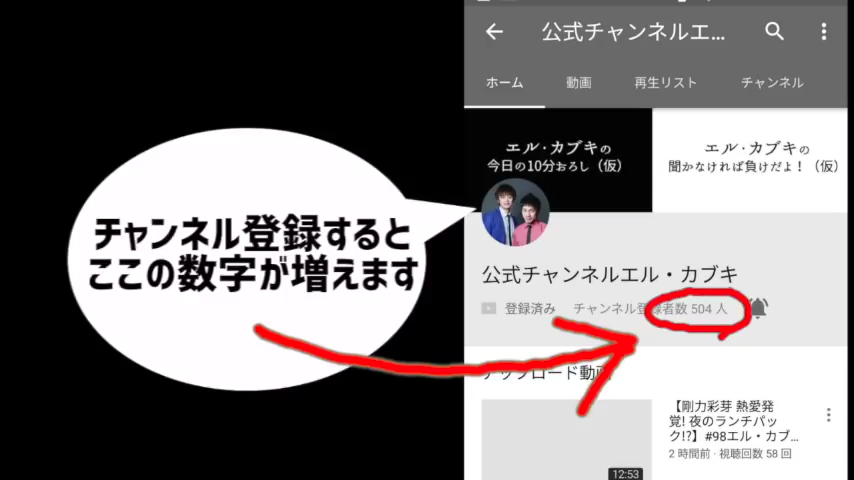 公式チャンネルエ...
ホーム 動画 再生リスト チャンネル
エル・カブキの
今日の10分おろし（仮）
エル・カブキの
聞かなければ負けだよ！（仮）
チャンネル登録すると
ここの数字が増えます
公式チャンネルエル・カブキ
登録済み チャンネル登録者数 504 人
アップロード動画
【剛力彩芽 熱愛発
覚! 夜のランチパッ
ク!?】#98エル・カブ...
2 時間前 · 視聴回数 58 回
12:53